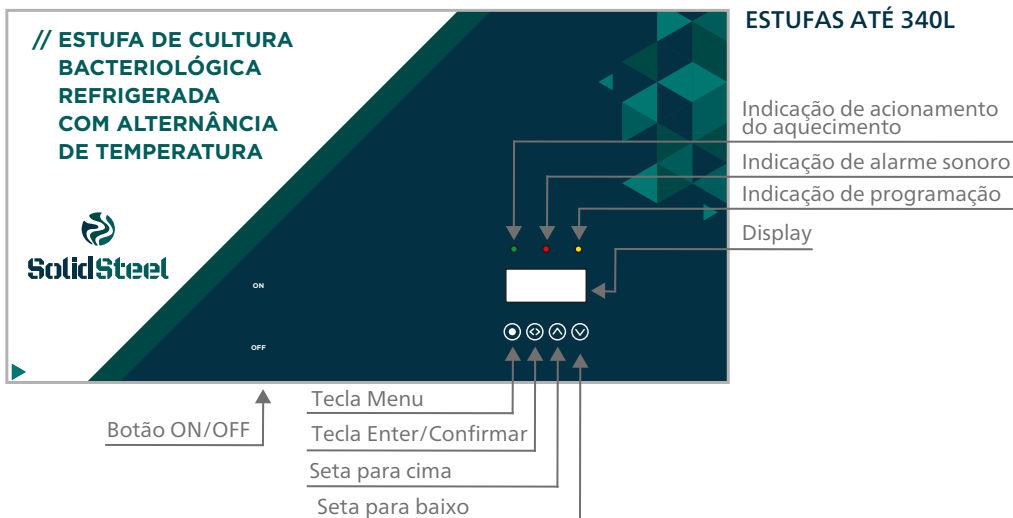 ESTUFAS ATÉ 340L
// ESTUFA DE CULTURA
BACTERIOLÓGICA
REFRIGERADA
COM ALTERNÂNCIA
DE TEMPERATURA
SolidSteel
ON
OFF
Indicação de acionamento
do aquecimento
Indicação de alarme sonoro
Indicação de programação
Display
Botão ON/OFF
Tecla Menu
Tecla Enter/Confirmar
Seta para cima
Seta para baixo